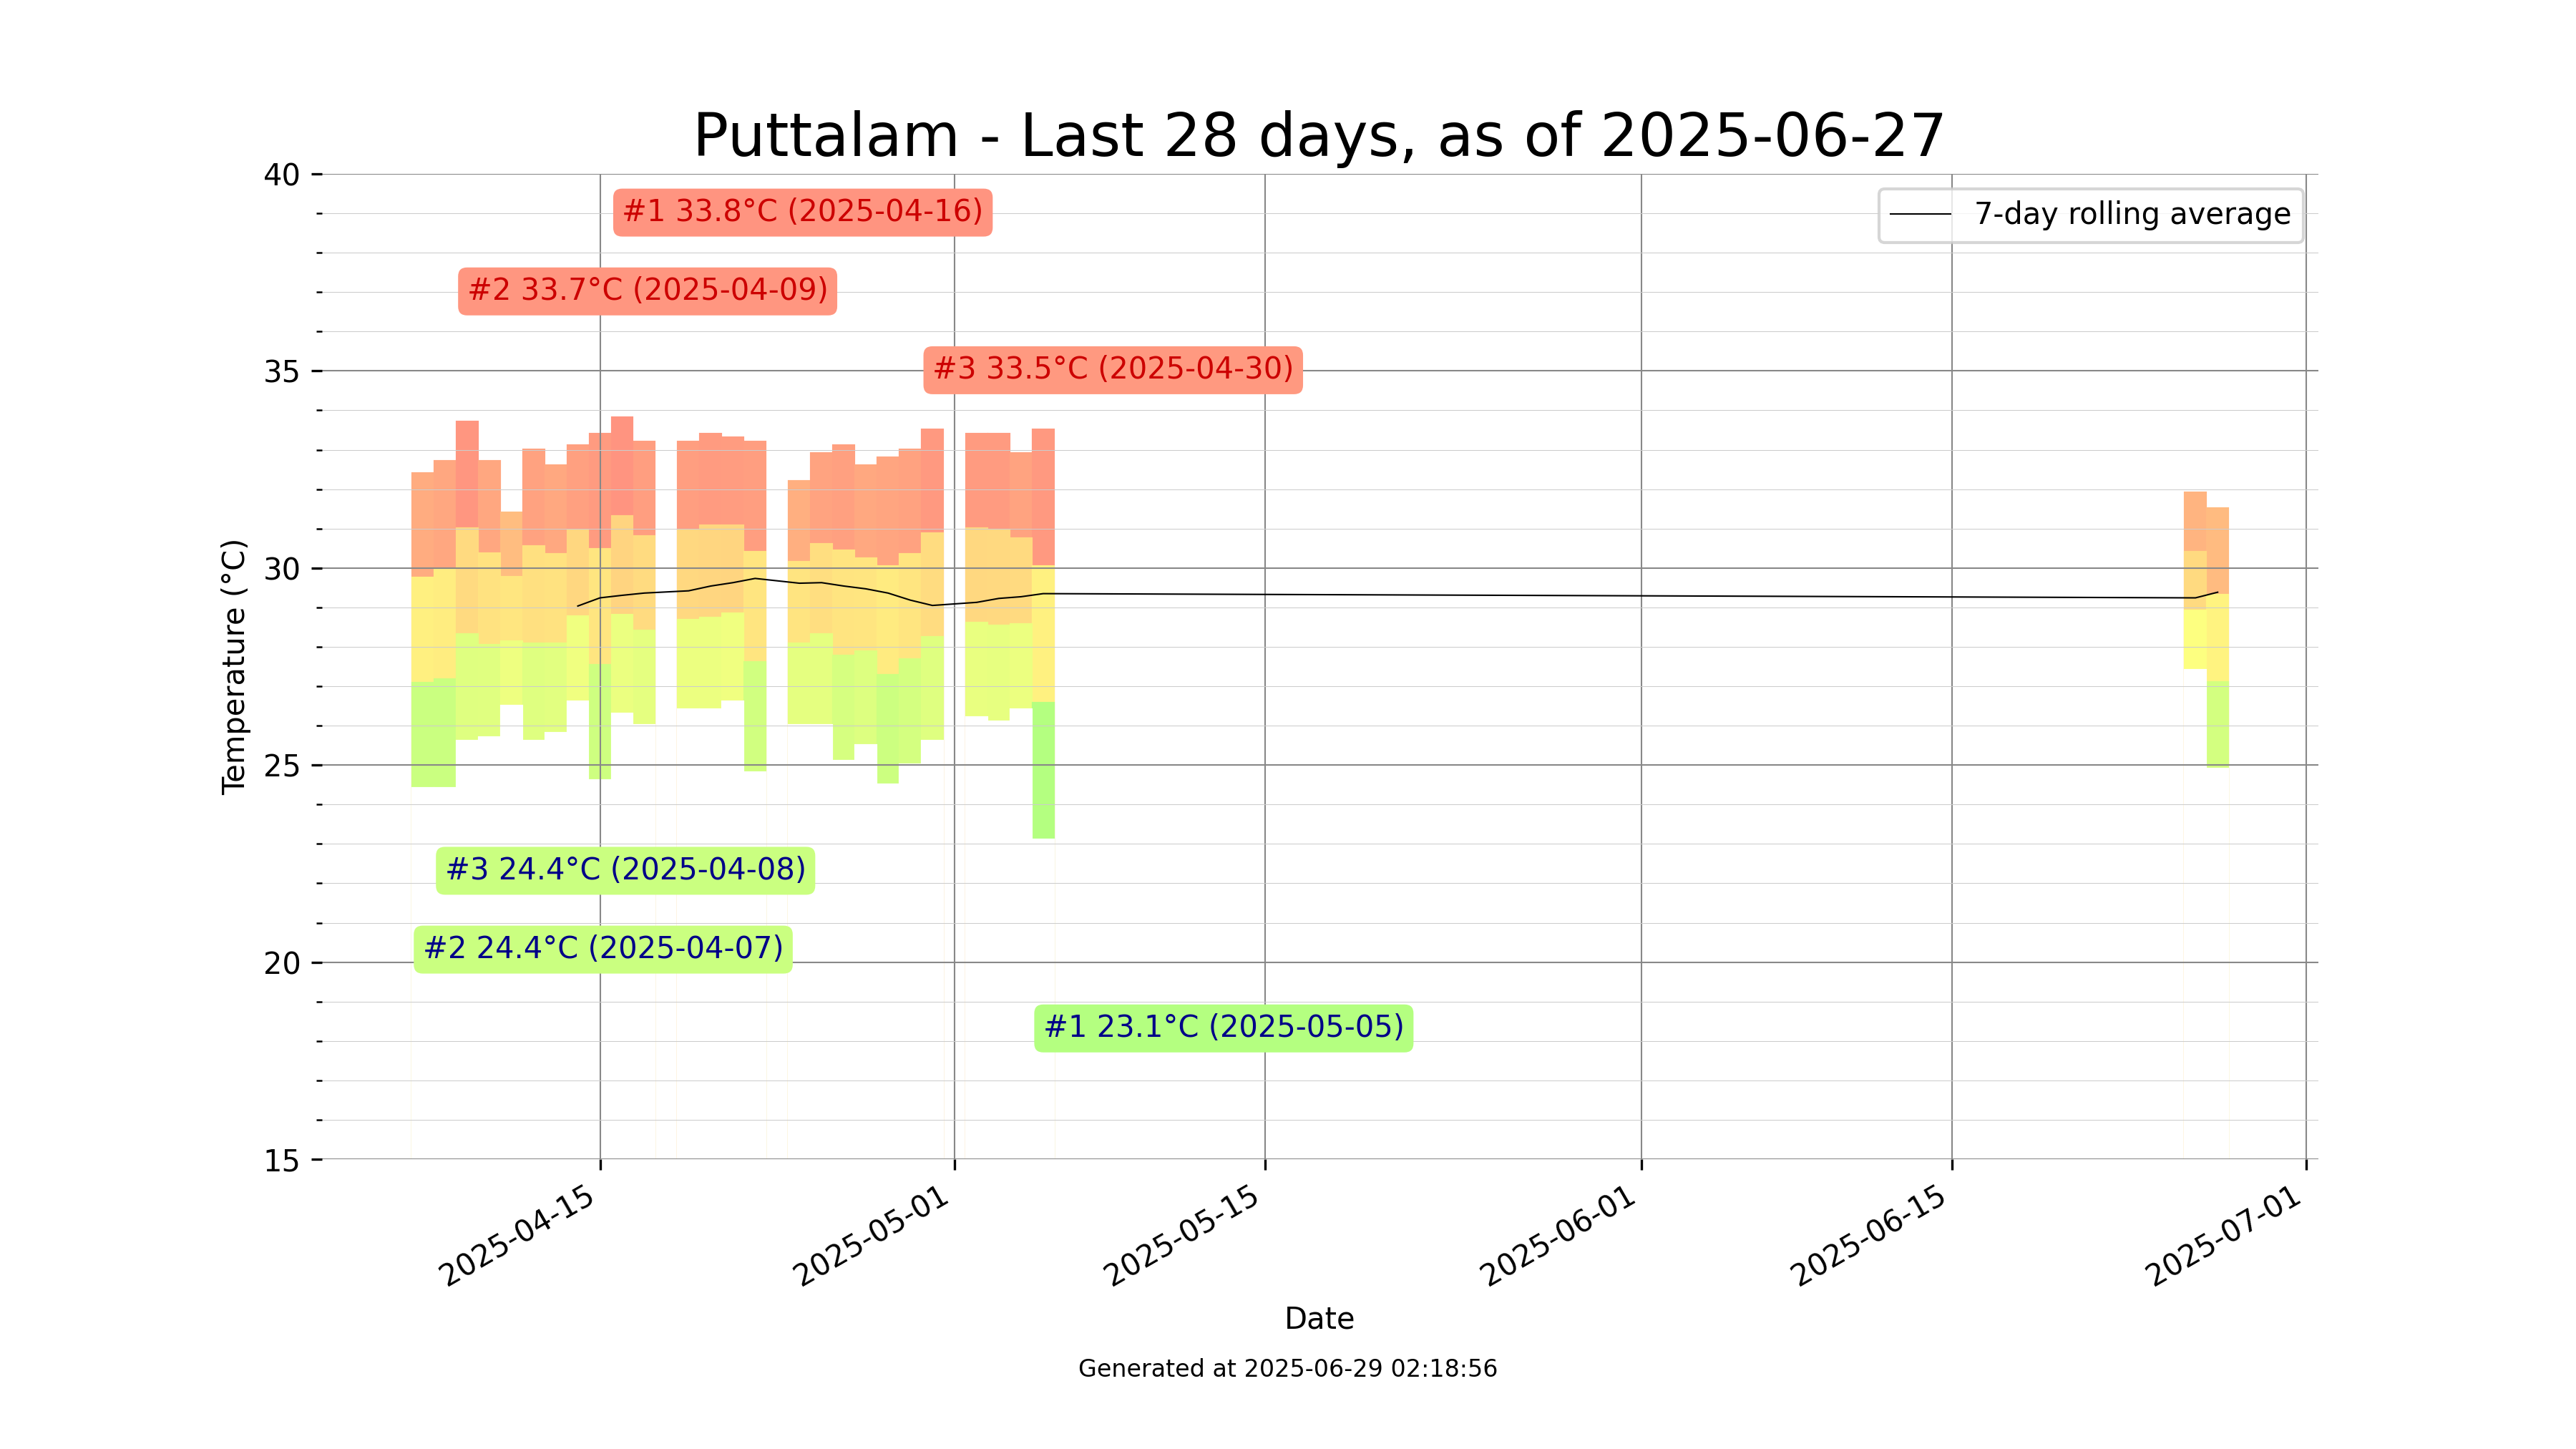 Puttalam - Last 28 days, as of 2025-06-27
40
#1 33.8°C (2025-04-16)
7-day rolling average
#2 33.7°C (2025-04-09)
35
#3 33.5°C (2025-04-30)
30
Temperature (°C)
25
#3 24.4°C (2025-04-08)
#2 24.4°C (2025-04-07)
20
#1 23.1°C (2025-05-05)
15
2025-04-15
2025-05-01
2025-05-15
2025-06-01
2025-06-15
2025-07-01
Date
Generated at 2025-06-29 02:18:56